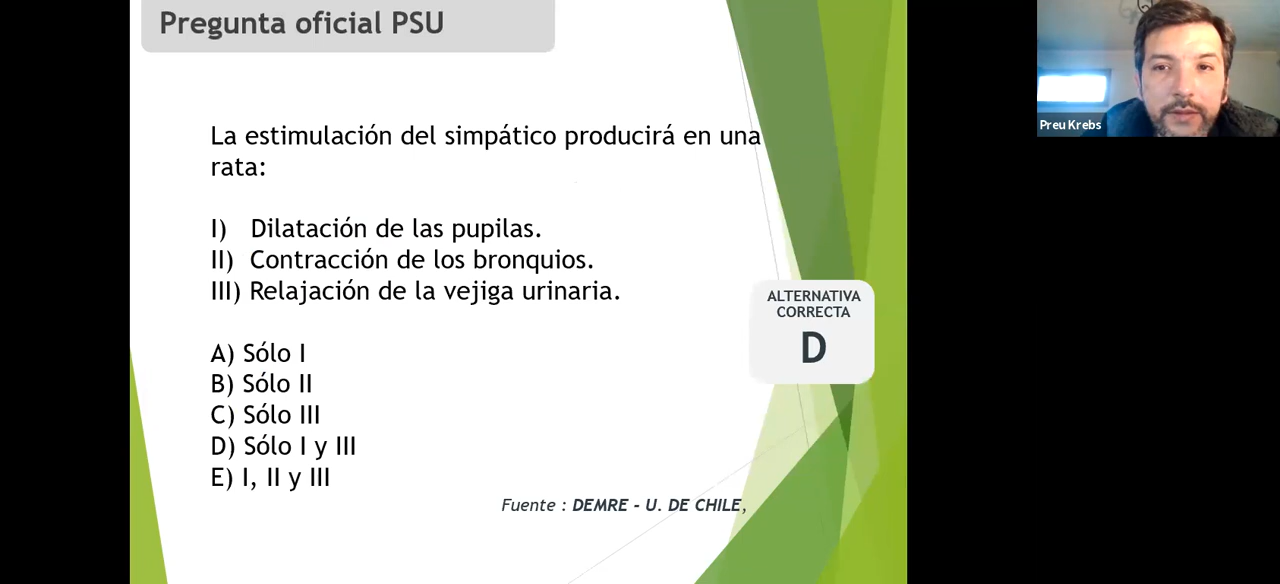 Pregunta oficial PSU
La estimulación del simpático producirá en una
rata:
I) Dilatación de las pupilas.
II) Contracción de los bronquios.
III) Relajación de la vejiga urinaria.
A) Sólo I
B) Sólo II
C) Sólo III
D) Sólo I y III
E) I, II y III
Fuente : DEMRE - U. DE CHILE,
ALTERNATIVA
CORRECTA
D
Preu Krebs